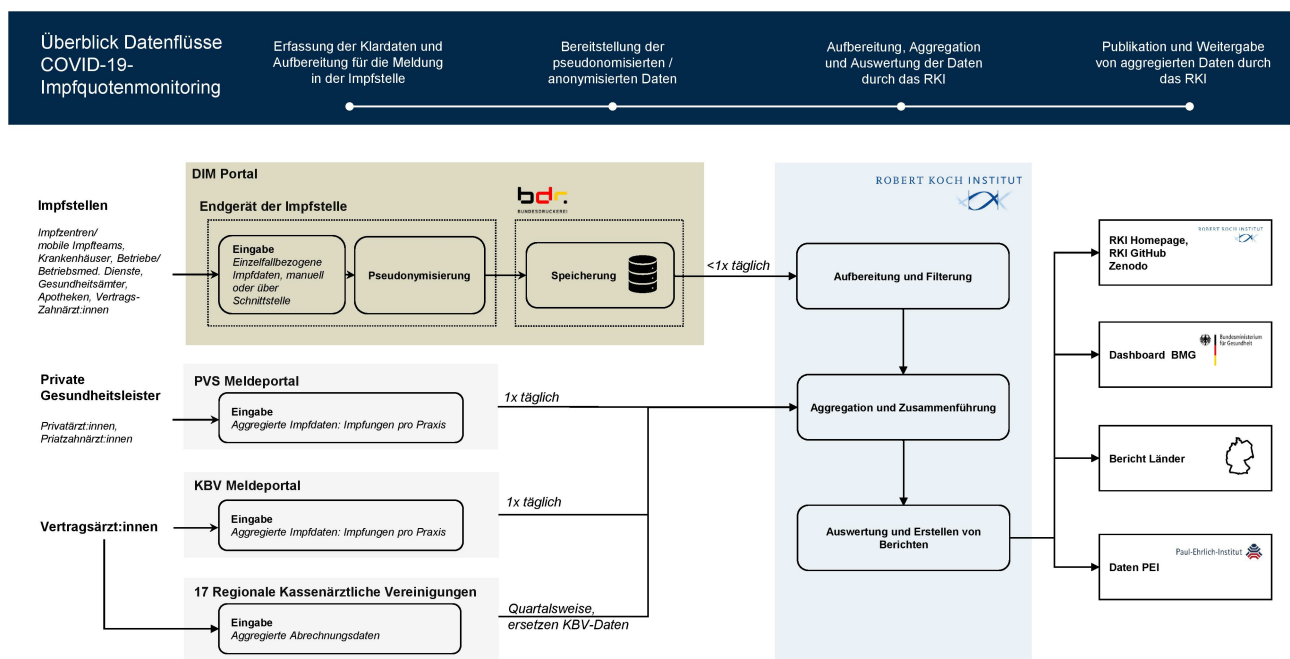 Überblick Datenflüsse
COVID-19-
Impfquotenmonitoring
Erfassung der Klardaten und
Aufbereitung für die Meldung
in der Impfstelle
Bereitstellung der
pseudonomisierten /
anonymisierten Daten
Aufbereitung, Aggregation
und Auswertung der Daten
durch das RKI
Publikation und Weitergabe
von aggregierten Daten durch
das RKI
Impfstellen
Impfzentren/
mobile Impfteams,
Krankenhäuser, Betriebe/
Betriebsmed. Dienste,
Gesundheitsämter,
Apotheken, Vertrags-
Zahnärzt:innen
DIM Portal
Endgerät der Impfstelle
Eingabe
Einzelfallbezogene
Impfdaten, manuell
oder über
Schnittstelle
Pseudonymisierung
bdr.
BUNDESDRUCKEREI
Speicherung
<1x täglich
ROBERT KOCH INSTITUT
Aufbereitung und Filterung
Aggregation und Zusammenführung
Auswertung und Erstellen von
Berichten
Private
Gesundheitsleister
Privatärzt:innen,
Priatzahnärzt:innen
PVS Meldeportal
Eingabe
Aggregierte Impfdaten: Impfungen pro Praxis
1x täglich
Vertragsärzt:innen
KBV Meldeportal
Eingabe
Aggregierte Impfdaten: Impfungen pro Praxis
1x täglich
17 Regionale Kassenärztliche Vereinigungen
Eingabe
Aggregierte Abrechnungsdaten
Quartalsweise,
ersetzen KBV-Daten
ROBERT KOCH INSTITUT
RKI Homepage,
RKI GitHub
Zenodo
Dashboard BMG
Bundesministerium
für Gesundheit
Bericht Länder
Daten PEI
Paul-Ehrlich-Institut